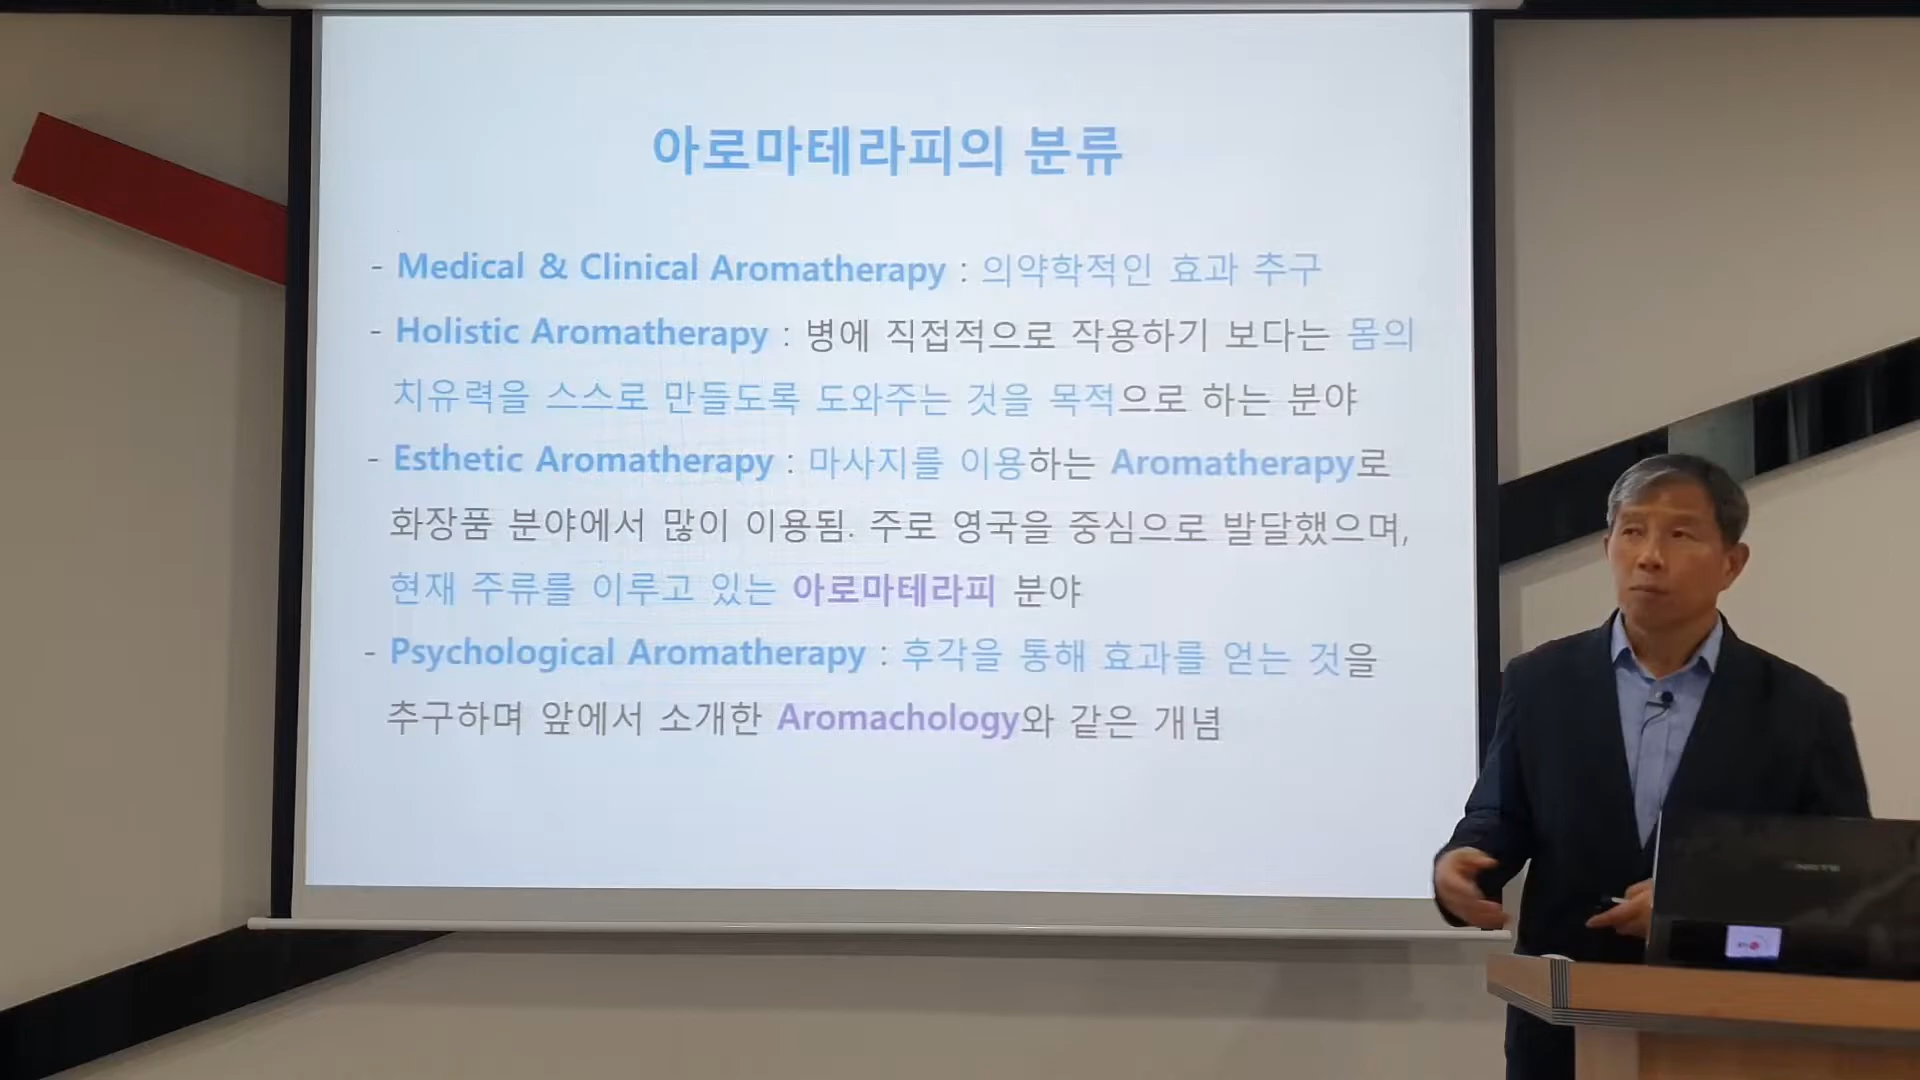 아로마테라피의 분류
- Medical & Clinical Aromatherapy : 의약학적인 효과 추구
- Holistic Aromatherapy : 병에 직접적으로 작용하기 보다는 몸의
치유력을 스스로 만들도록 도와주는 것을 목적으로 하는 분야
- Esthetic Aromatherapy : 마사지를 이용하는 Aromatherapy로
화장품 분야에서 많이 이용됨. 주로 영국을 중심으로 발달했으며,
현재 주류를 이루고 있는 아로마테라피 분야
- Psychological Aromatherapy : 후각을 통해 효과를 얻는 것을
추구하며 앞에서 소개한 Aromachology와 같은 개념